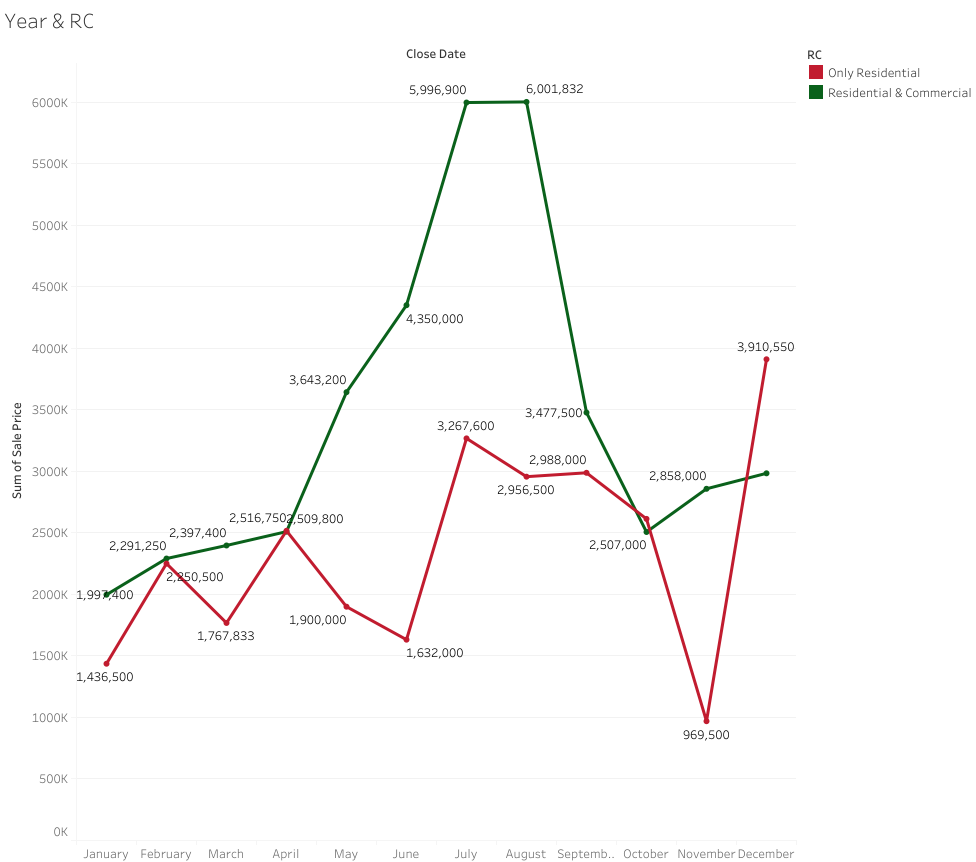 Year & RC
Close Date
RC
Only Residential
Residential & Commercial
Sum of Sale Price
6000K
5500K
5000K
4500K
4000K
3500K
3000K
2500K
2000K
1500K
1000K
500K
0K
5,996,900
6,001,832
4,350,000
3,910,550
3,643,200
3,267,600
3,477,500
2,988,000
2,858,000
2,956,500
2,516,750
2,509,800
2,397,400
2,291,250
2,507,000
2,250,500
1,997,400
1,900,000
1,767,833
1,632,000
1,436,500
969,500
January February March April May June July August Septemb.. October November December